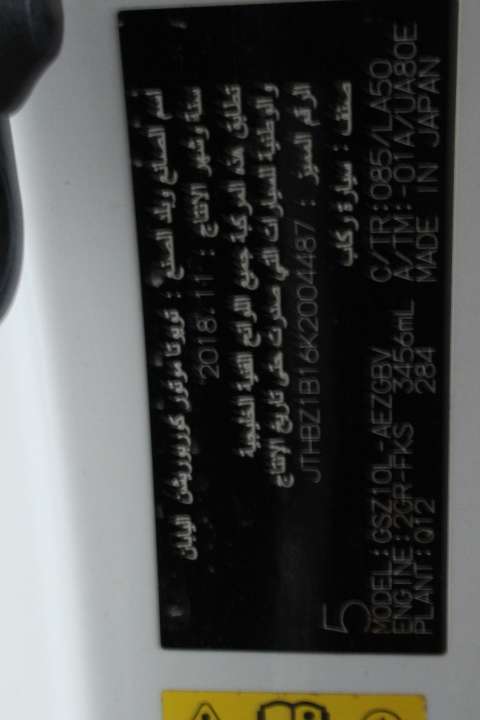 اسم الصانع وبلد الصنع : تويوتا موتور كوربوريشن اليابان
سنة وشهر الانتاج : 2018.11
تطابق هذه المركبة جميع اللوائح الفنية الخليجية
والوطنية للسيارات التي صدرت حتى تاريخ الإنتاج
الرقم المميز : JTHBZ1B16K2004487
صنف : سيارة ركاب
5
MODEL:GSZ10L-AEZGBV C/TR:085/LA50
ENGINE:2GR-FKS 3456mL A/TM:-01A/UA80E
PLANT:Q12 284 MADE IN JAPAN